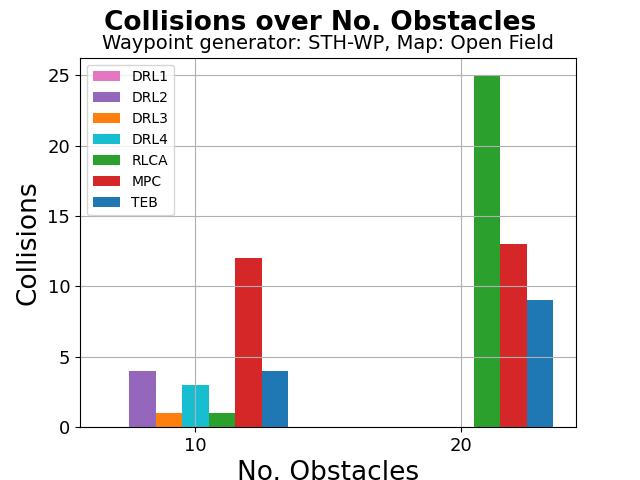 Collisions over No. Obstacles
Waypoint generator: STH-WP, Map: Open Field
25
20
15
10
5
0
Collisions
DRL1
DRL2
DRL3
DRL4
RLCA
MPC
TEB
10
20
No. Obstacles